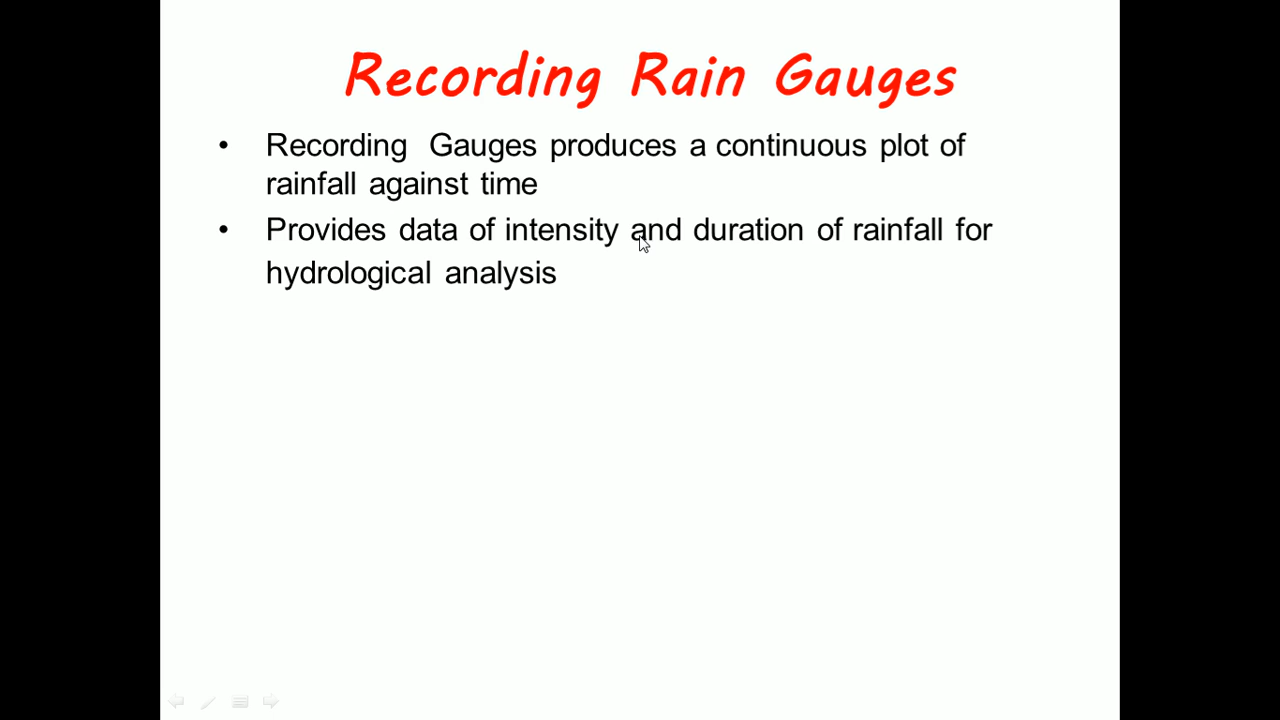 Recording Rain Gauges
• Recording Gauges produces a continuous plot of
rainfall against time
• Provides data of intensity and duration of rainfall for
hydrological analysis